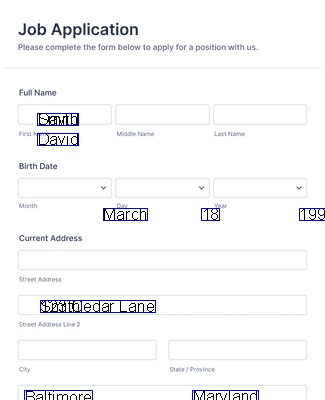 Job Application
Please complete the form below to apply for a position with us.
Full Name
David
First Name Middle Name Last Name
Birth Date
Month Day Year
March 18 199
Current Address
Street Address
Cedar Lane
Street Address Line 2
City State / Province
Baltimore Maryland